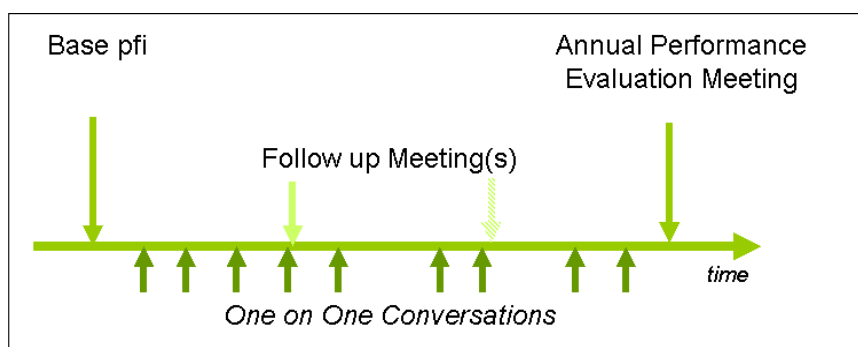 Base pfi
Annual Performance
Evaluation Meeting
Follow up Meeting(s)
time
One on One Conversations